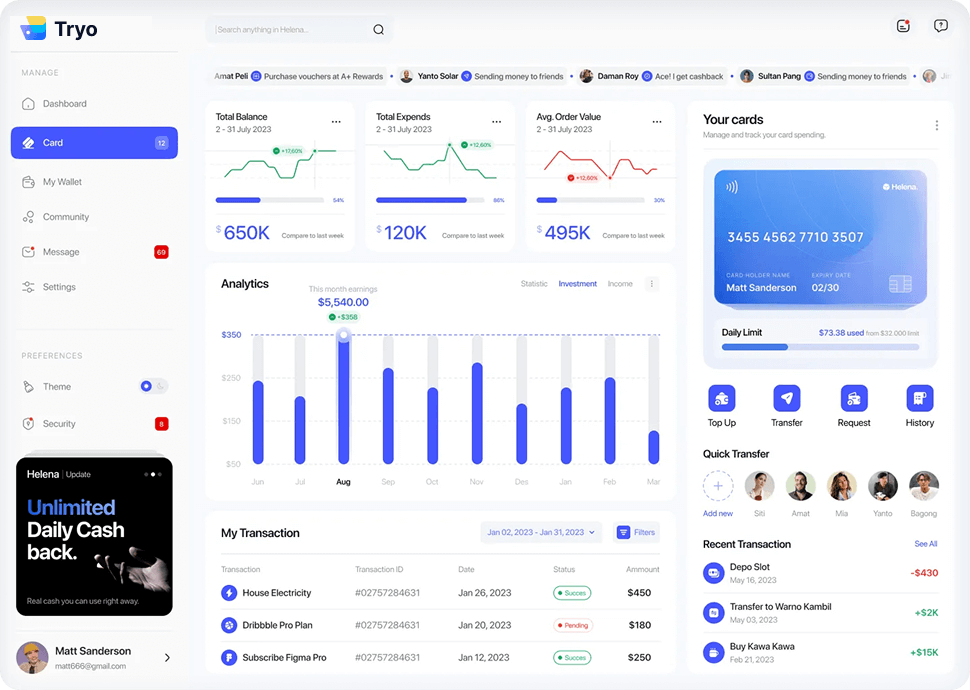 Tryo
Search anything in Helena...
MANAGE
Dashboard
Card 12
My Wallet
Community
Message 69
Settings
PREFERENCES
Theme
Security 8
Helena | Update
Unlimited
Daily Cash
back.
Real cash you can use right away.
Matt Sanderson
matt666@gmail.com
Amat Peli Purchase vouchers at A+ Rewards • Yanto Solar Sending money to friends • Daman Roy Ace! I get cashback • Sultan Pang Sending money to friends •
Total Balance
2 - 31 July 2023
+17,60%
54%
$650K Compare to last week
Total Expends
2 - 31 July 2023
+12,60%
86%
$120K Compare to last week
Avg. Order Value
2 - 31 July 2023
+12,60%
30%
$495K Compare to last week
Analytics
This month earnings
$5,540.00
+$358
Statistic Investment Income
$350
$250
$150
$50
Jun Jul Aug Sep Oct Nov Des Jan Feb Mar
My Transaction
Jan 02, 2023 - Jan 31, 2023
Filters
Transaction Transaction ID Date Status Ammount
House Electricity #02757284631 Jan 26, 2023 Succes $450
Dribbble Pro Plan #02757284631 Jan 20, 2023 Pending $180
Subscribe Figma Pro #02757284631 Jan 12, 2023 Succes $250
Your cards
Manage and track your card spending.
Helena.
3455 4562 7710 3507
CARD HOLDER NAME EXPIRY DATE
Matt Sanderson 02/30
Daily Limit $73.38 used from $32.000 limit
Top Up Transfer Request History
Quick Transfer
Add new Siti Amat Mia Yanto Bagong
Recent Transaction See All
Depo Slot
May 16, 2023
-$430
Transfer to Warno Kambil
May 03, 2023
+$2K
Buy Kawa Kawa
Feb 21, 2023
+$15K